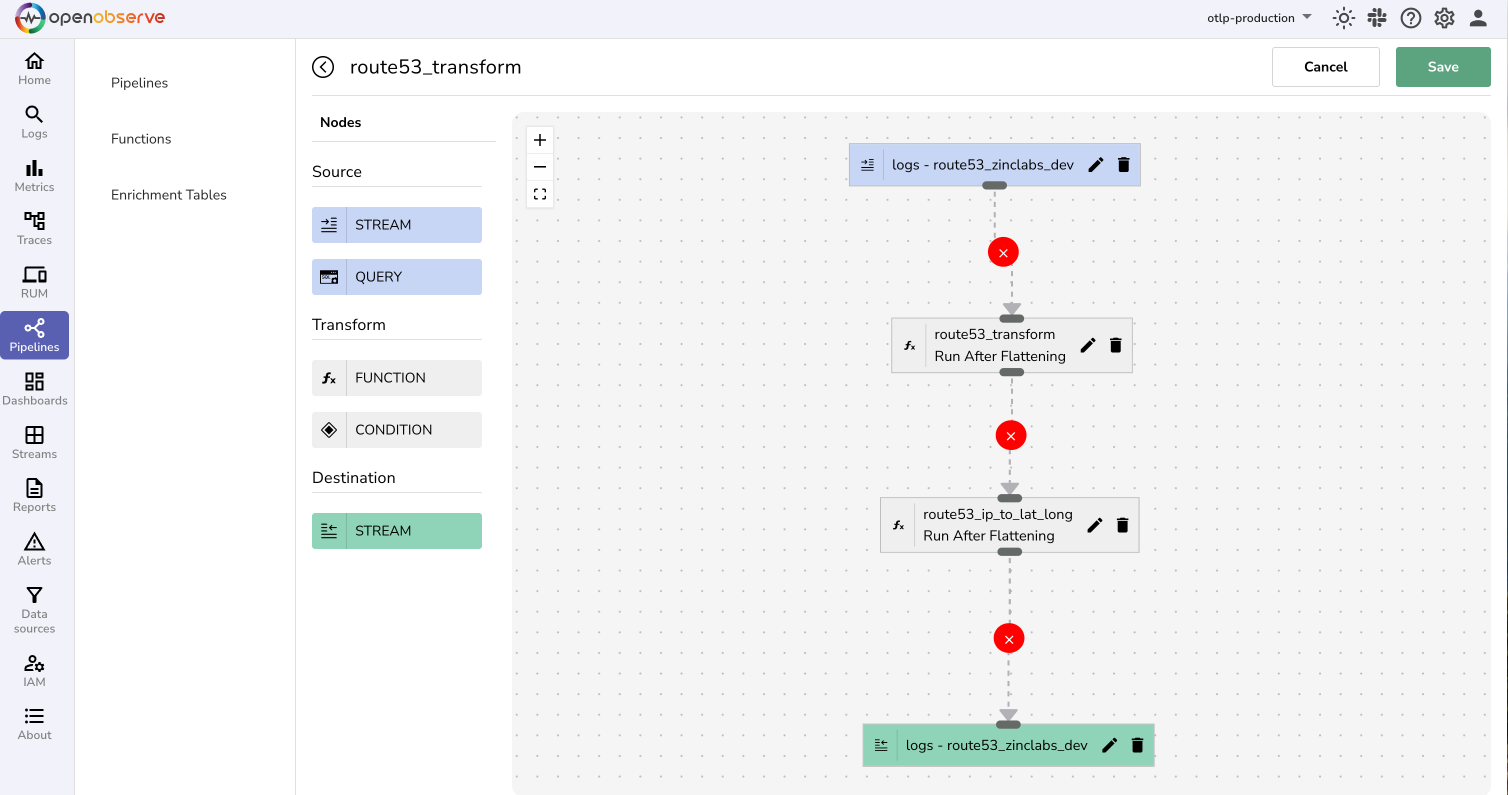 openobserve
otlp-production
Home
Logs
Metrics
Traces
RUM
Pipelines
Dashboards
Streams
Reports
Alerts
Data
sources
IAM
About
Pipelines
Functions
Enrichment Tables
route53_transform
Cancel
Save
Nodes
Source
STREAM
QUERY
Transform
FUNCTION
CONDITION
Destination
STREAM
logs - route53_zinclabs_dev
route53_transform
Run After Flattening
route53_ip_to_lat_long
Run After Flattening
logs - route53_zinclabs_dev